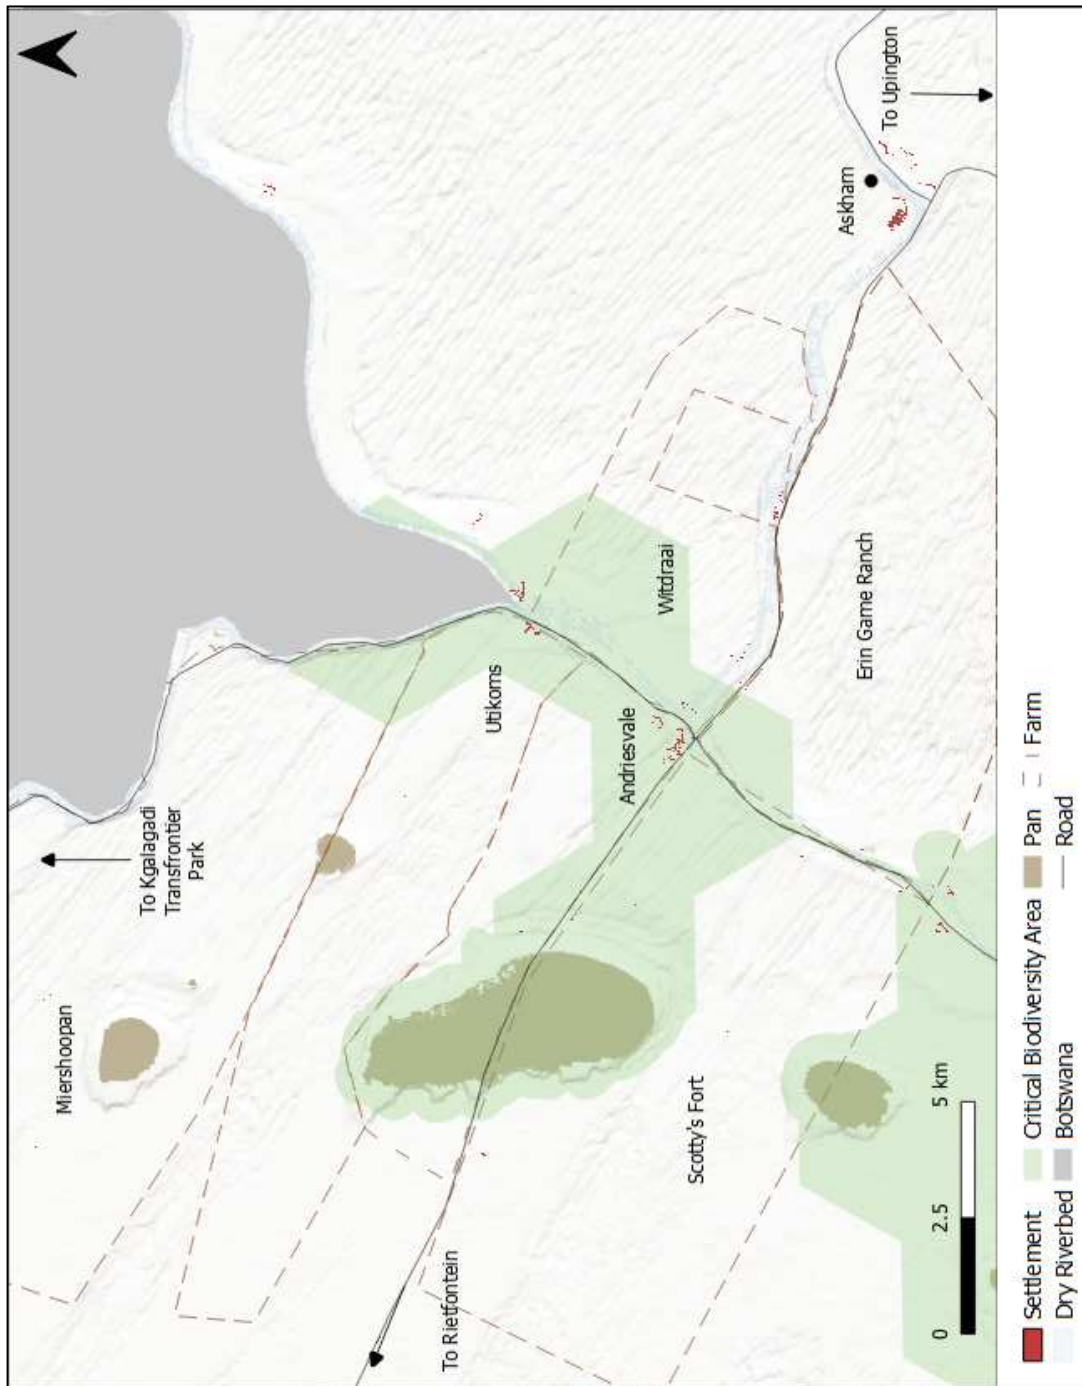 To Kgalagadi
Transfrontier
Park
Miershoopan
Utikoms
Andriesvale
Witdraai
Askham
To Upington
Erin Game Ranch
Scotty's Fort
To Rietfontein
0 2.5 5 km
Settlement Critical Biodiversity Area Pan Farm
Dry Riverbed Botswana Road